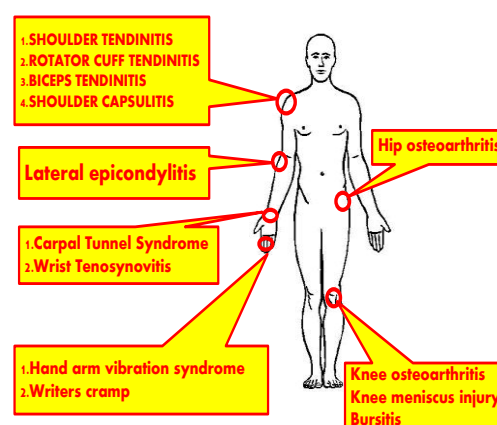 1.SHOULDER TENDINITIS
2.ROTATOR CUFF TENDINITIS
3.BICEPS TENDINITIS
4.SHOULDER CAPSULITIS
Hip osteoarthritis
Lateral epicondylitis
1.Carpal Tunnel Syndrome
2.Wrist Tenosynovitis
1.Hand arm vibration syndrome
2.Writers cramp
Knee osteoarthritis
Knee meniscus injury
Bursitis